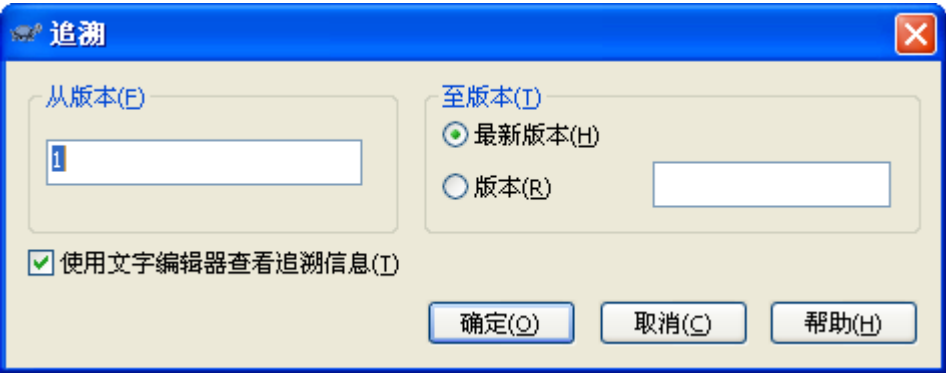 追溯
从版本(F)
1
至版本(T)
最新版本(H)
版本(R)
使用文字编辑器查看追溯信息(T)
确定(O)
取消(C)
帮助(H)